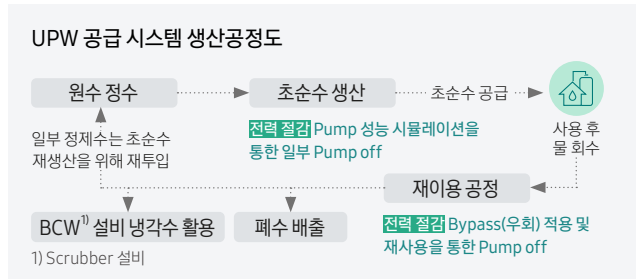 UPW 공급 시스템 생산공정도
원수 정수
초순수 생산
초순수 공급
일부 정제수는 초순수
재생산을 위해 재투입
전력 절감 Pump 성능 시뮬레이션을
통한 일부 Pump off
사용 후
물 회수
재이용 공정
BCW1) 설비 냉각수 활용
폐수 배출
전력 절감 Bypass(우회) 적용 및
재사용을 통한 Pump off
1) Scrubber 설비